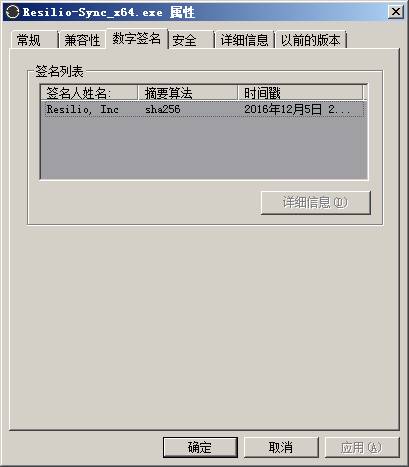 Resilio-Sync_x64.exe 属性
常规 兼容性 数字签名 安全 详细信息 以前的版本
签名列表
签名人姓名: 摘要算法 时间戳
Resilio, Inc sha256 2016年12月5日 2...
详细信息(D)
确定 取消 应用(A)